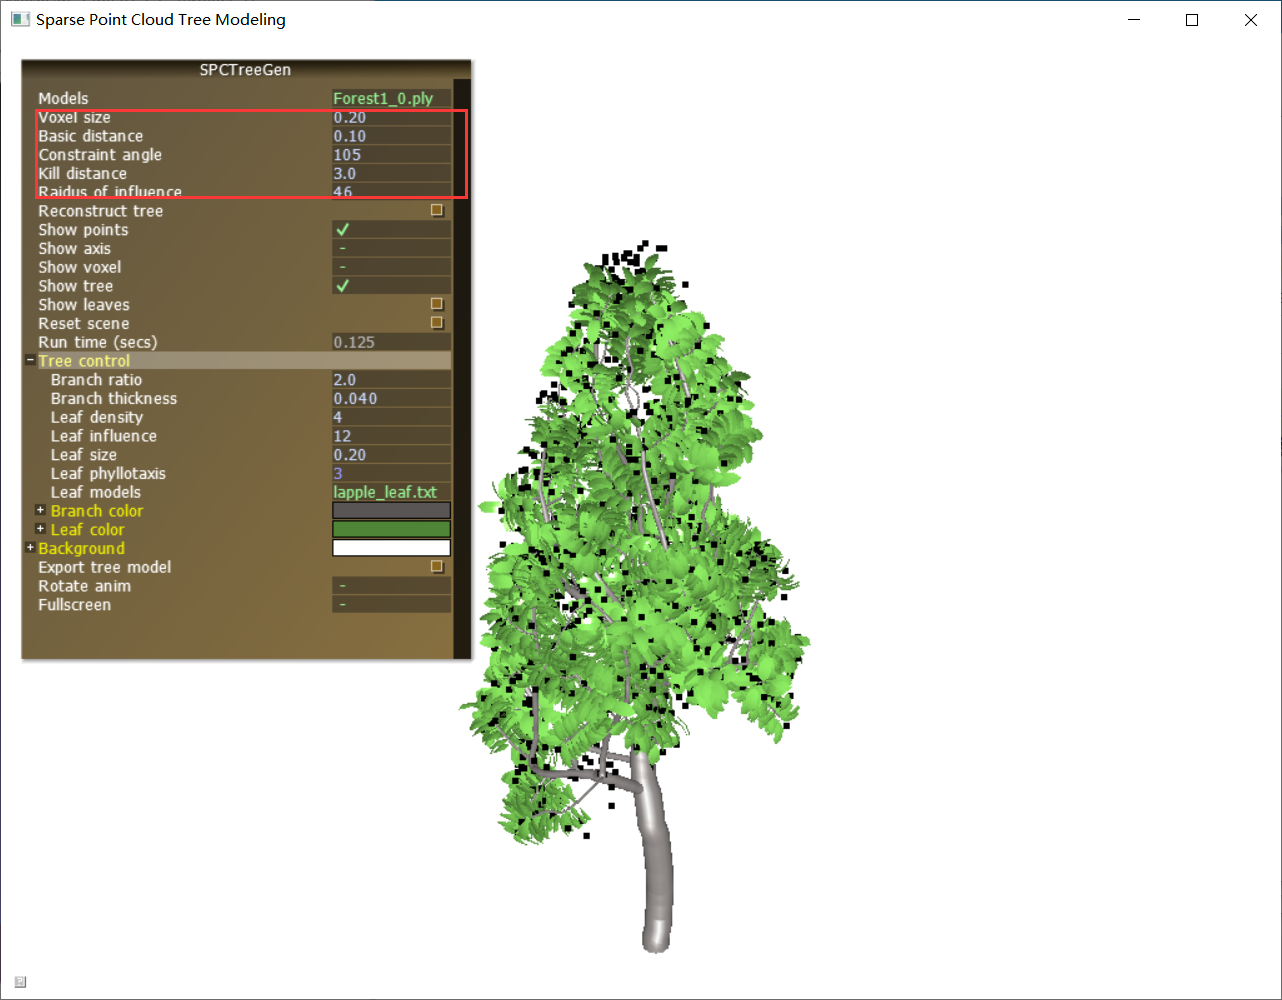 Sparse Point Cloud Tree Modeling
SPCTreeGen
Models Forest1_0.ply
Voxel size 0.20
Basic distance 0.10
Constraint angle 105
Kill distance 3.0
Raidus of influence 46
Reconstruct tree
Show points
Show axis -
Show voxel -
Show tree
Show leaves
Reset scene
Run time (secs) 0.125
Tree control
Branch ratio 2.0
Branch thickness 0.040
Leaf density 4
Leaf influence 12
Leaf size 0.20
Leaf phyllotaxis 3
Leaf models lapple_leaf.txt
Branch color
Leaf color
Background
Export tree model
Rotate anim -
Fullscreen -